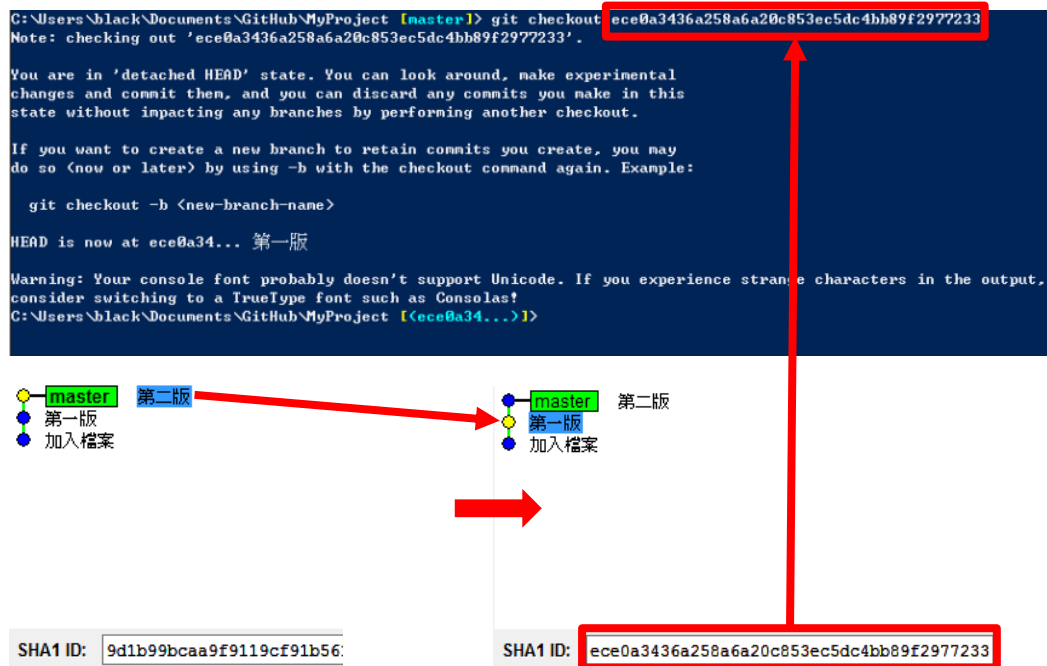 C:\Users\black\Documents\GitHub\MyProject [master]> git checkout ece0a3436a258a6a20c853ec5dc4bb89f2977233
Note: checking out 'ece0a3436a258a6a20c853ec5dc4bb89f2977233'.
You are in 'detached HEAD' state. You can look around, make experimental
changes and commit them, and you can discard any commits you make in this
state without impacting any branches by performing another checkout.
If you want to create a new branch to retain commits you create, you may
do so (now or later) by using -b with the checkout command again. Example:
git checkout -b <new-branch-name>
HEAD is now at ece0a34... 第一版
Warning: Your console font probably doesn't support Unicode. If you experience strange characters in the output,
consider switching to a TrueType font such as Consolas!
C:\Users\black\Documents\GitHub\MyProject [(ece0a34...)]>
master 第二版
第一版
加入檔案
master 第二版
第一版
加入檔案
SHA1 ID: 9d1b99bcaa9f9119cf91b56
SHA1 ID: ece0a3436a258a6a20c853ec5dc4bb89f2977233